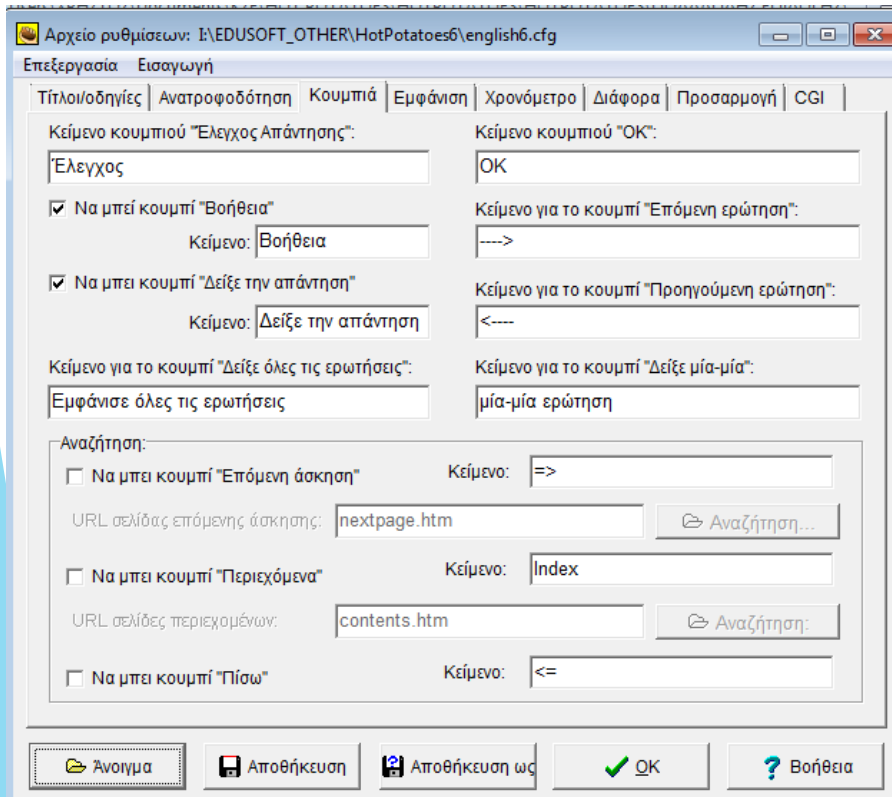 Αρχείο ρυθμίσεων: I:\EDUSOFT_OTHER\HotPotatoes6\english6.cfg
Επεξεργασία Εισαγωγή
Τίτλοι/οδηγίες Ανατροφοδότηση Κουμπιά Εμφάνιση Χρονόμετρο Διάφορα Προσαρμογή CGI
Κείμενο κουμπιού "Έλεγχος Απάντησης": Κείμενο κουμπιού "OK":
Έλεγχος OK
Να μπεί κουμπί "Βοήθεια" Κείμενο για το κουμπί "Επόμενη ερώτηση":
Κείμενο: Βοήθεια ---->
Να μπει κουμπί "Δείξε την απάντηση" Κείμενο για το κουμπί "Προηγούμενη ερώτηση":
Κείμενο: Δείξε την απάντηση <----
Κείμενο για το κουμπί "Δείξε όλες τις ερωτήσεις": Κείμενο για το κουμπί "Δείξε μία-μία":
Εμφάνισε όλες τις ερωτήσεις μία-μία ερώτηση
Αναζήτηση:
Να μπει κουμπί "Επόμενη άσκηση" Κείμενο: =>
URL σελίδας επόμενης άσκησης: nextpage.htm Αναζήτηση...
Να μπει κουμπί "Περιεχόμενα" Κείμενο: Index
URL σελίδες περιεχομένων: contents.htm Αναζήτηση:
Να μπει κουμπί "Πίσω" Κείμενο: <=
Άνοιγμα Αποθήκευση Αποθήκευση ως OK ? Βοήθεια